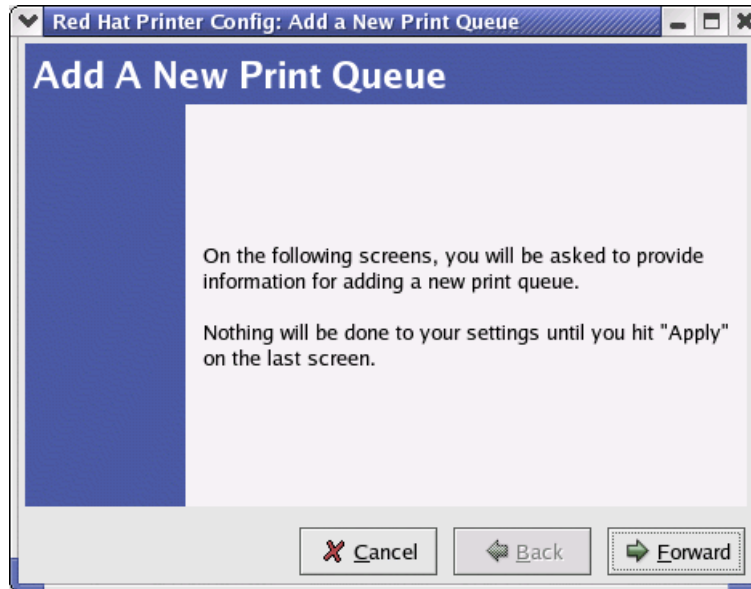 Red Hat Printer Config: Add a New Print Queue
Add A New Print Queue
On the following screens, you will be asked to provide
information for adding a new print queue.
Nothing will be done to your settings until you hit "Apply"
on the last screen.
Cancel
Back
Forward